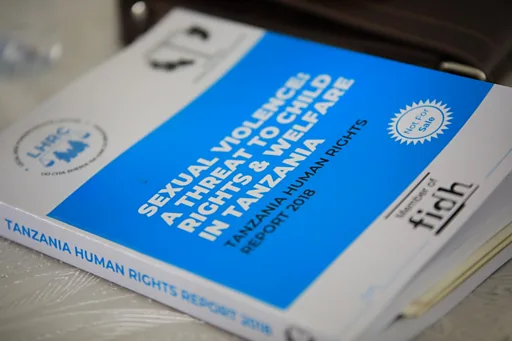 LHRC
SEXUAL VIOLENCE:
A THREAT TO CHILD
RIGHTS & WELFARE
IN TANZANIA
TANZANIA HUMAN RIGHTS
REPORT 2018
Not For
Sale
Member of
fidh
TANZANIA HUMAN RIGHTS REPORT 2018